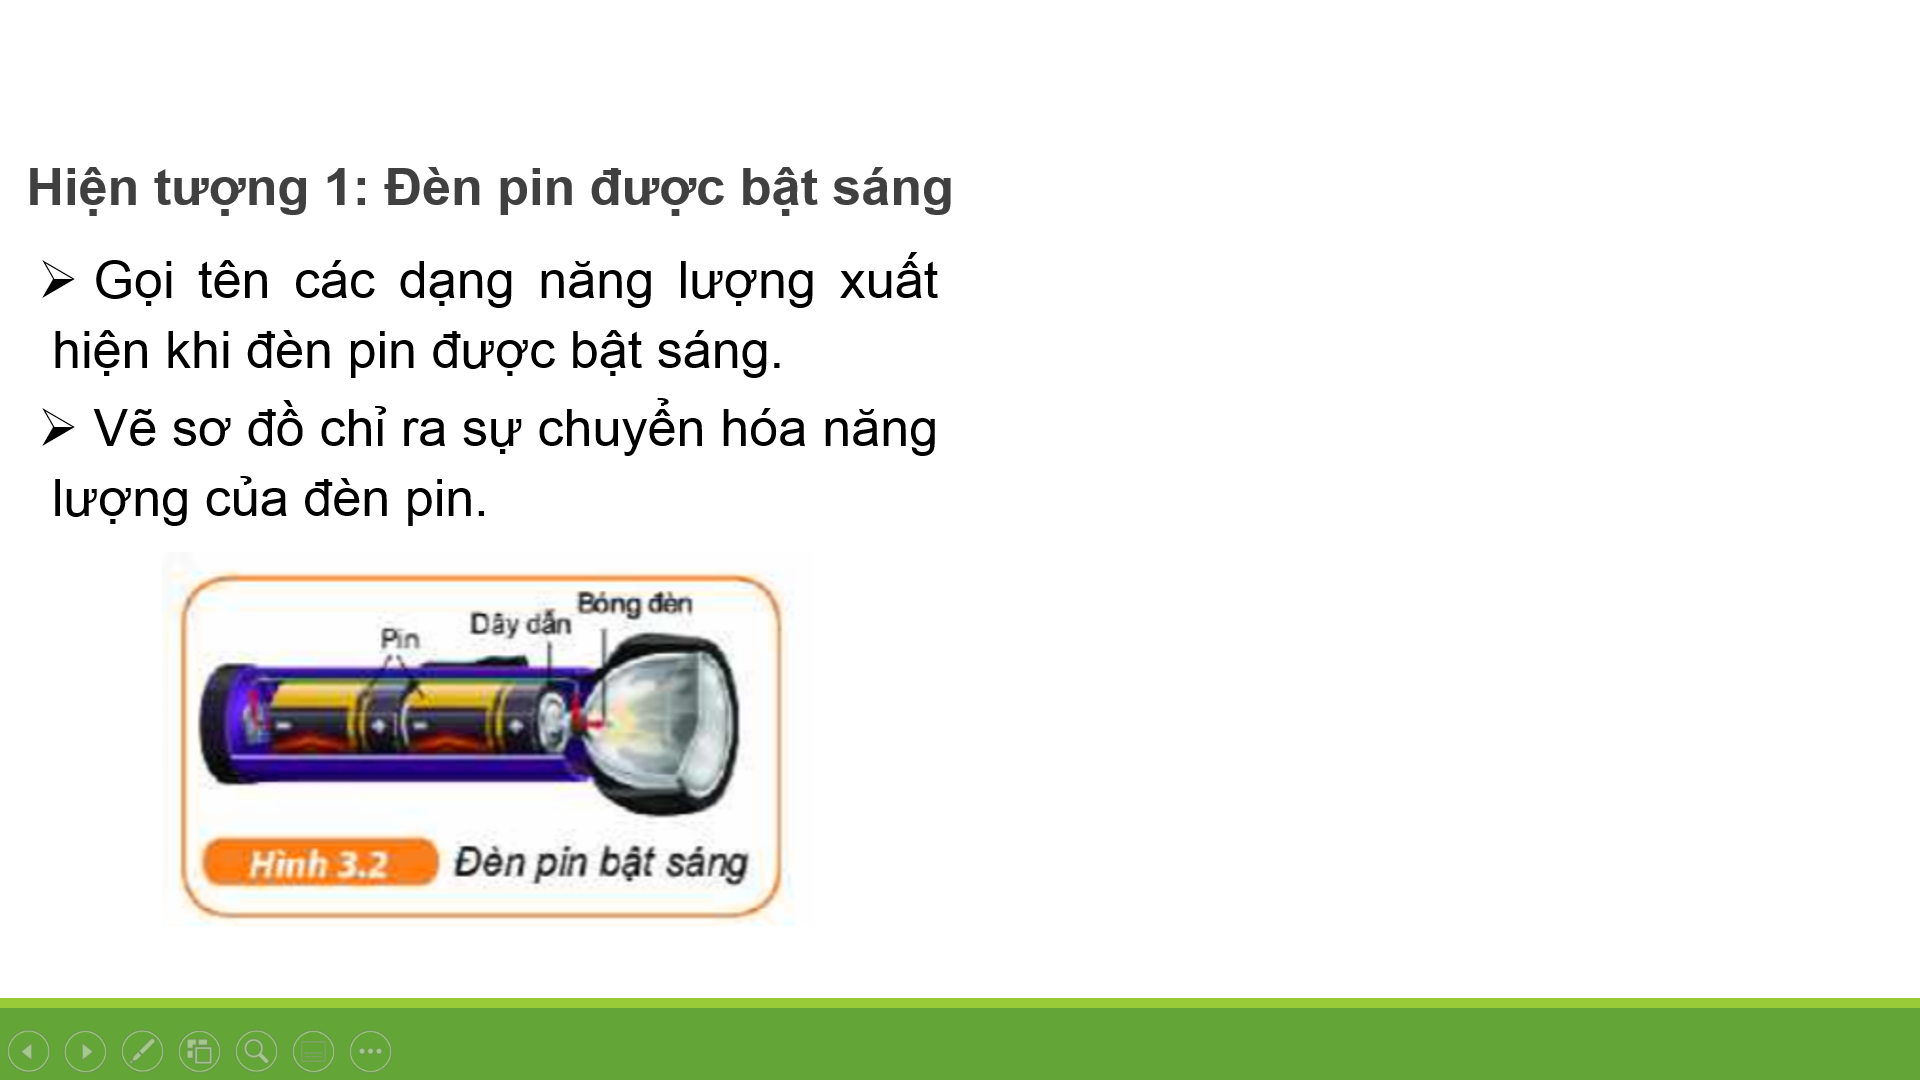 Hiện tượng 1: Đèn pin được bật sáng
➢ Gọi tên các dạng năng lượng xuất
hiện khi đèn pin được bật sáng.
➢ Vẽ sơ đồ chỉ ra sự chuyển hóa năng
lượng của đèn pin.
Bóng đèn
Dây dẫn
Pin
- + - +
Hình 3.2 Đèn pin bật sáng